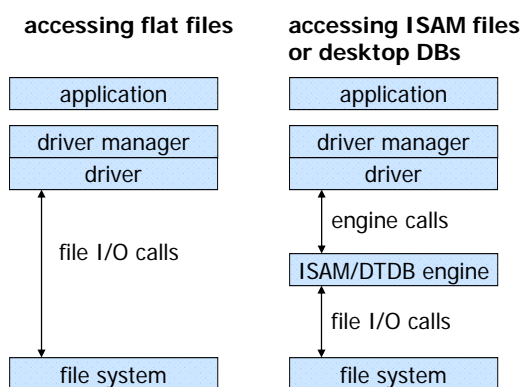 accessing flat files
application
driver manager
driver
file I/O calls
file system
accessing ISAM files
or desktop DBs
application
driver manager
driver
engine calls
ISAM/DTDB engine
file I/O calls
file system